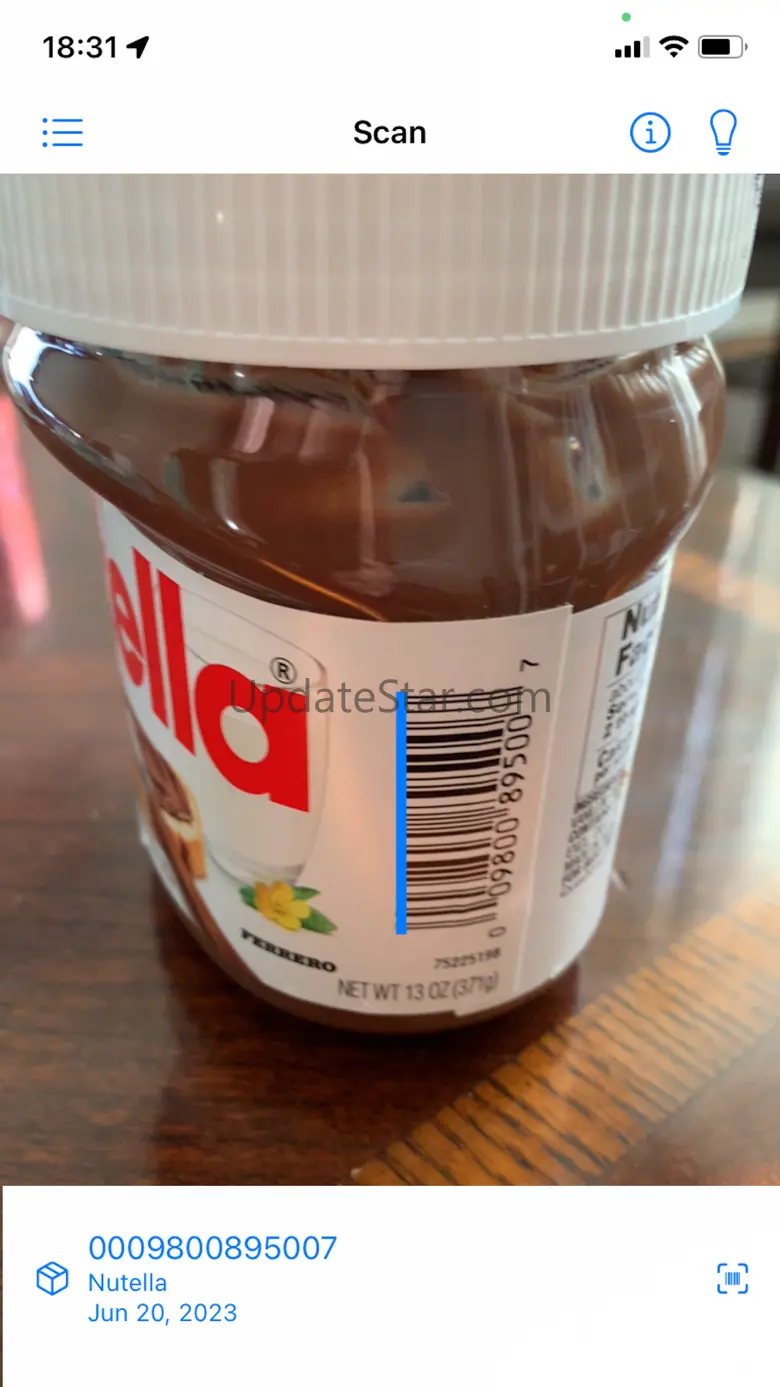 18:31
Scan
ella
®
UpdateStar.com
7
0 09800 89500
FERRERO
75225198
NET WT 13 OZ (371g)
0009800895007
Nutella
Jun 20, 2023